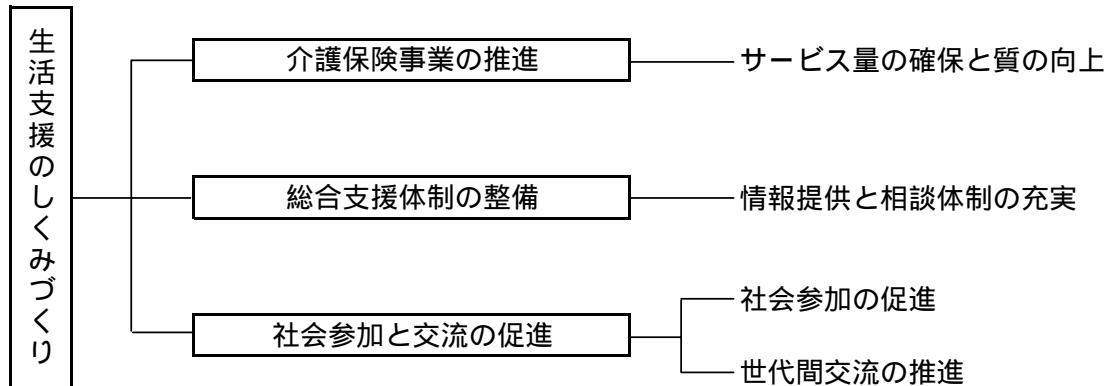 生活支援のしくみづくり
介護保険事業の推進
サービス量の確保と質の向上
総合支援体制の整備
情報提供と相談体制の充実
社会参加と交流の促進
社会参加の促進
世代間交流の推進